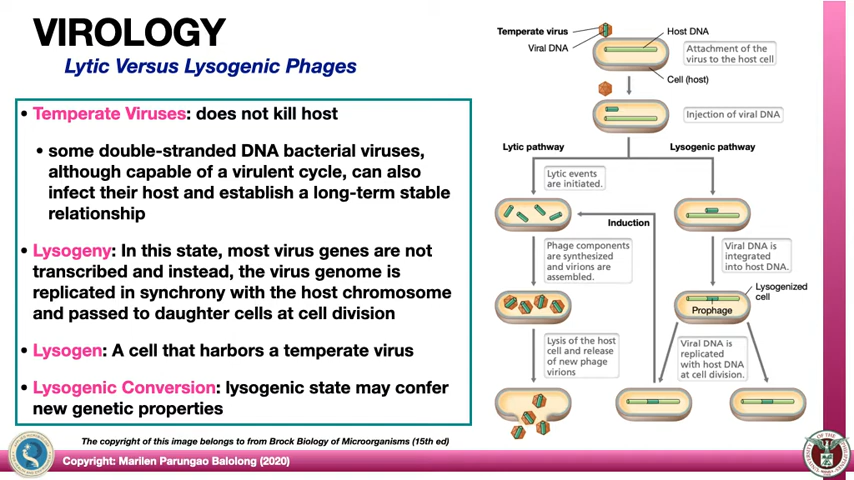 VIROLOGY
Lytic Versus Lysogenic Phages
• Temperate Viruses: does not kill host
• some double-stranded DNA bacterial viruses,
although capable of a virulent cycle, can also
infect their host and establish a long-term stable
relationship
• Lysogeny: In this state, most virus genes are not
transcribed and instead, the virus genome is
replicated in synchrony with the host chromosome
and passed to daughter cells at cell division
• Lysogen: A cell that harbors a temperate virus
• Lysogenic Conversion: lysogenic state may confer
new genetic properties
Temperate virus
Viral DNA
Host DNA
Attachment of the
virus to the host cell
Cell (host)
Injection of viral DNA
Lytic pathway
Lysogenic pathway
Lytic events
are initiated.
Induction
Phage components
are synthesized
and virions are
assembled.
Viral DNA is
integrated
into host DNA.
Lysogenized
cell
Prophage
Lysis of the host
cell and release
of new phage
virions
Viral DNA is
replicated
with host DNA
at cell division.
The copyright of this image belongs to from Brock Biology of Microorganisms (15th ed)
Copyright: Marilen Parungao Balolong (2020)